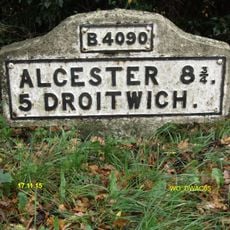 B.4090
ALCESTER 8¾.
5 DROITWICH.
17.11.15
WO_DWAC05